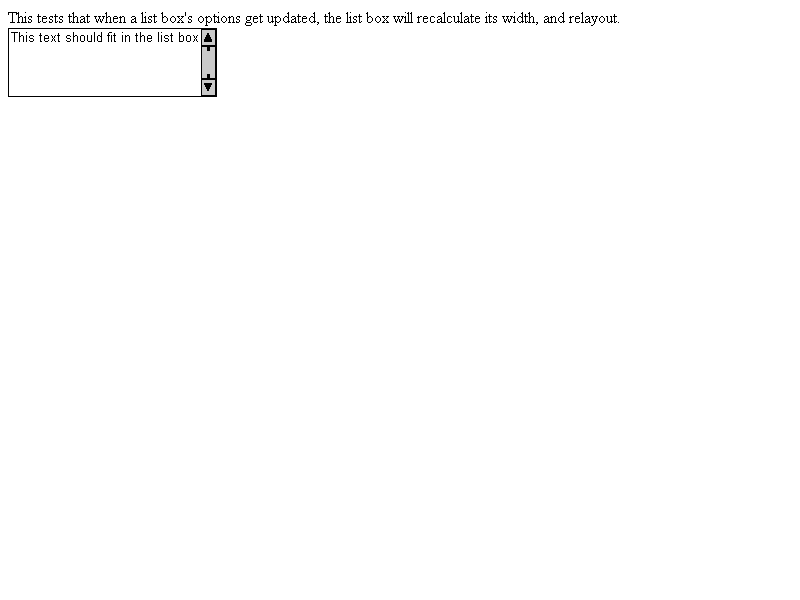 This tests that when a list box's options get updated, the list box will recalculate its width, and relayout.
This text should fit in the list box